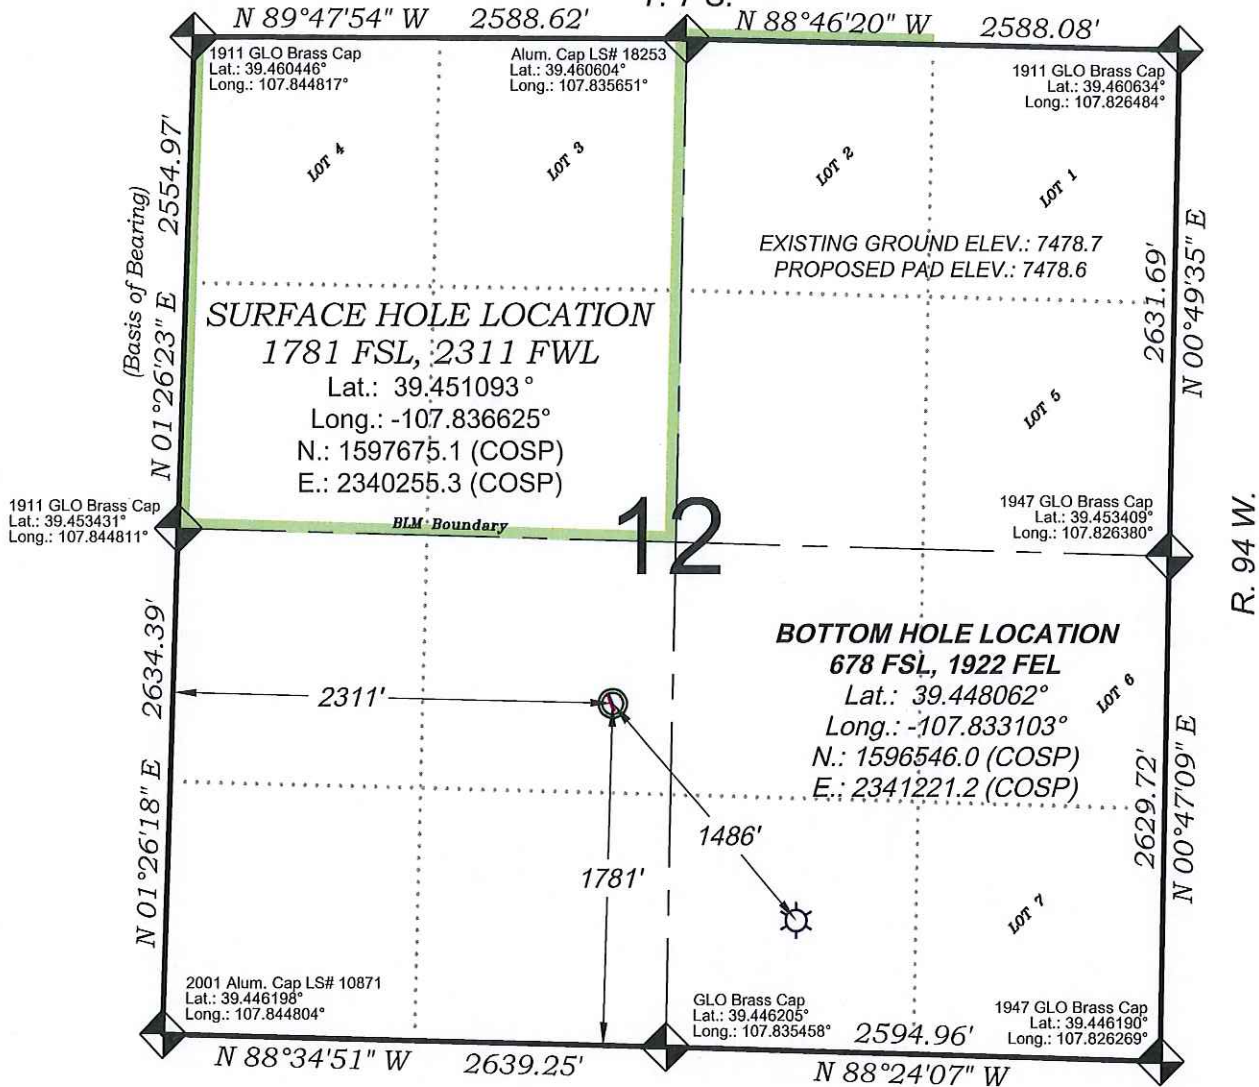 N 89°47'54" W 2588.62'
N 88°46'20" W 2588.08'
1911 GLO Brass Cap
Lat.: 39.460446°
Long.: 107.844817°
Alum. Cap LS# 18253
Lat.: 39.460604°
Long.: 107.835651°
1911 GLO Brass Cap
Lat.: 39.460634°
Long.: 107.826484°
LOT 4
LOT 3
LOT 2
LOT 1
N 01°26'23" E 2554.97'
(Basis of Bearing)
EXISTING GROUND ELEV.: 7478.7
PROPOSED PAD ELEV.: 7478.6
2631.69'
N 00°49'35" E
SURFACE HOLE LOCATION
1781 FSL, 2311 FWL
Lat.: 39.451093°
Long.: -107.836625°
N.: 1597675.1 (COSP)
E.: 2340255.3 (COSP)
LOT 5
1911 GLO Brass Cap
Lat.: 39.453431°
Long.: 107.844811°
BLM Boundary
12
1947 GLO Brass Cap
Lat.: 39.453409°
Long.: 107.826380°
R. 94 W.
BOTTOM HOLE LOCATION
678 FSL, 1922 FEL
Lat.: 39.448062°
Long.: -107.833103°
N.: 1596546.0 (COSP)
E.: 2341221.2 (COSP)
LOT 6
2311'
N 01°26'18" E 2634.39'
1486'
1781'
2629.72'
N 00°47'09" E
LOT 7
2001 Alum. Cap LS# 10871
Lat.: 39.446198°
Long.: 107.844804°
GLO Brass Cap
Lat.: 39.446205°
Long.: 107.835458°
1947 GLO Brass Cap
Lat.: 39.446190°
Long.: 107.826269°
N 88°34'51" W 2639.25'
2594.96'
N 88°24'07" W